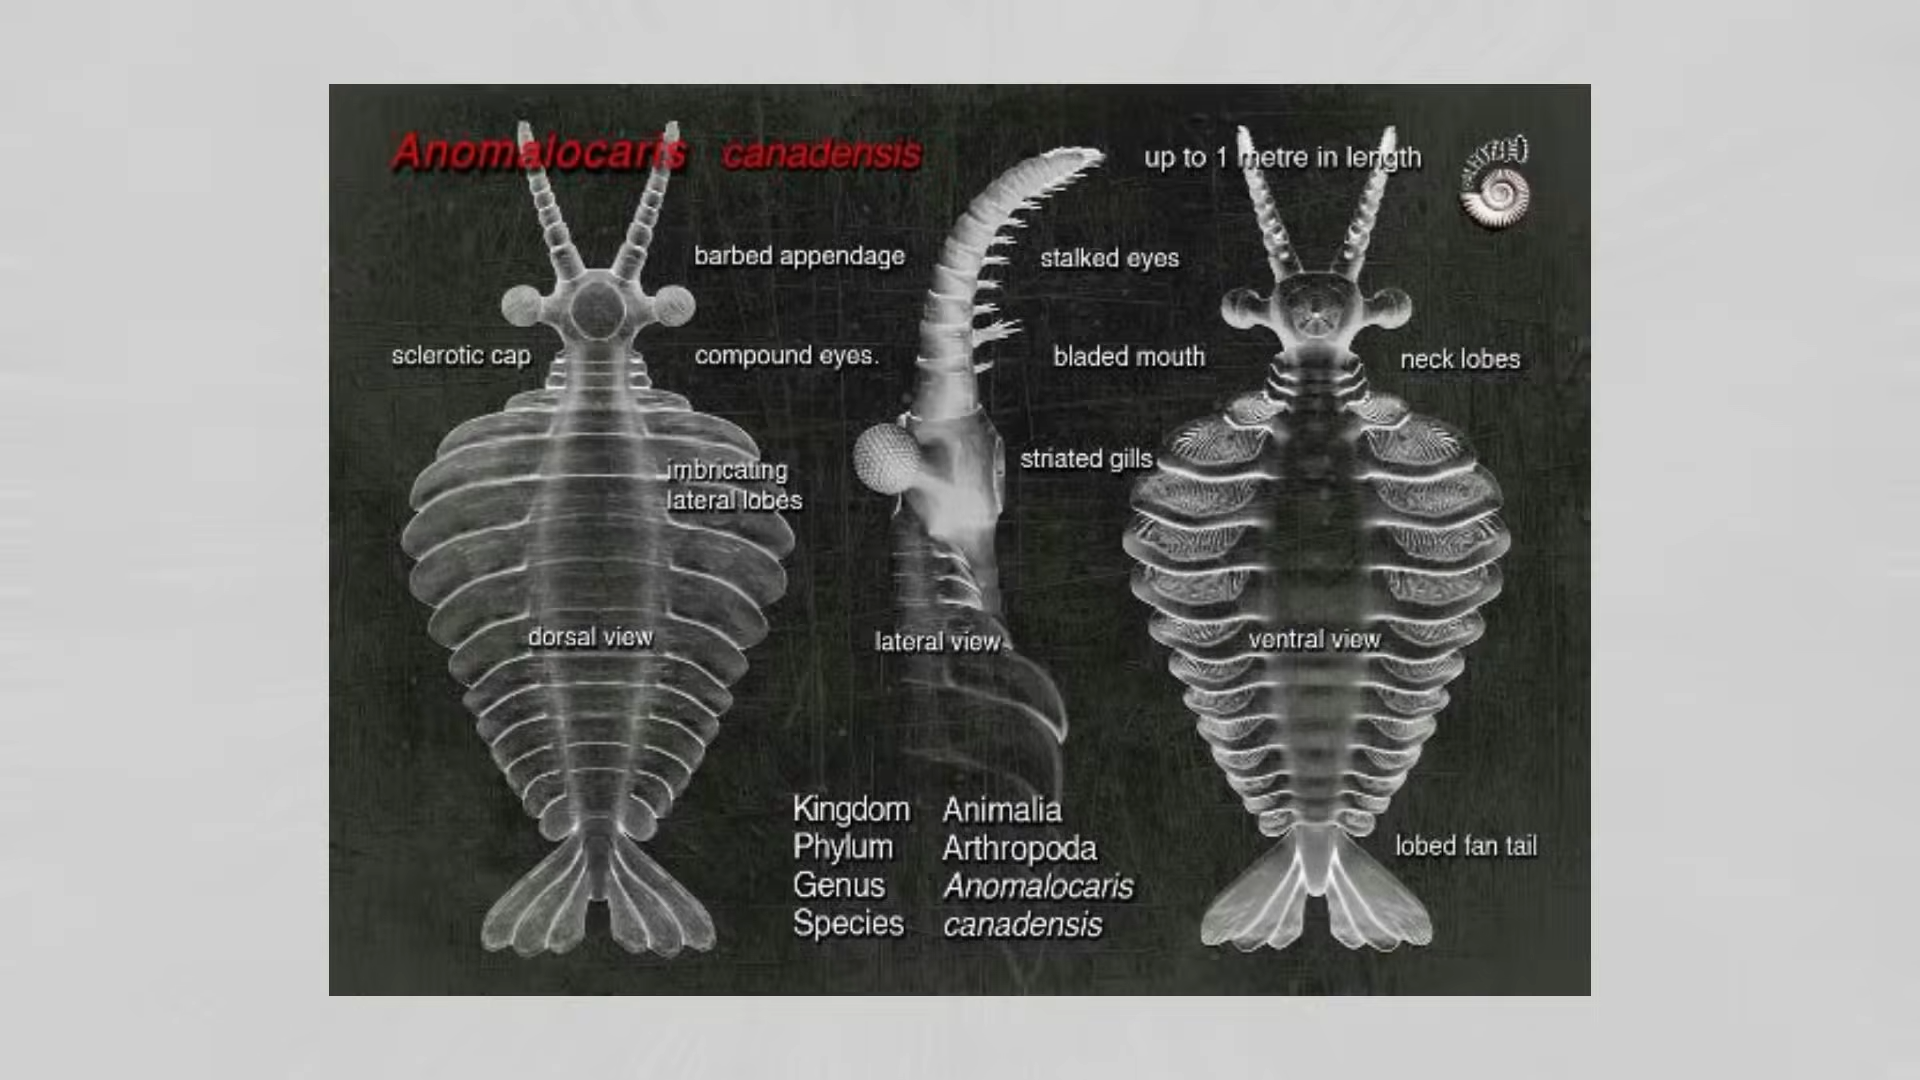 Anomalocaris canadensis
up to 1 metre in length
barbed appendage
stalked eyes
sclerotic cap
compound eyes.
bladed mouth
neck lobes
imbricating
lateral lobes
striated gills
dorsal view
lateral view
ventral view
Kingdom Animalia
Phylum Arthropoda
Genus Anomalocaris
Species canadensis
lobed fan tail